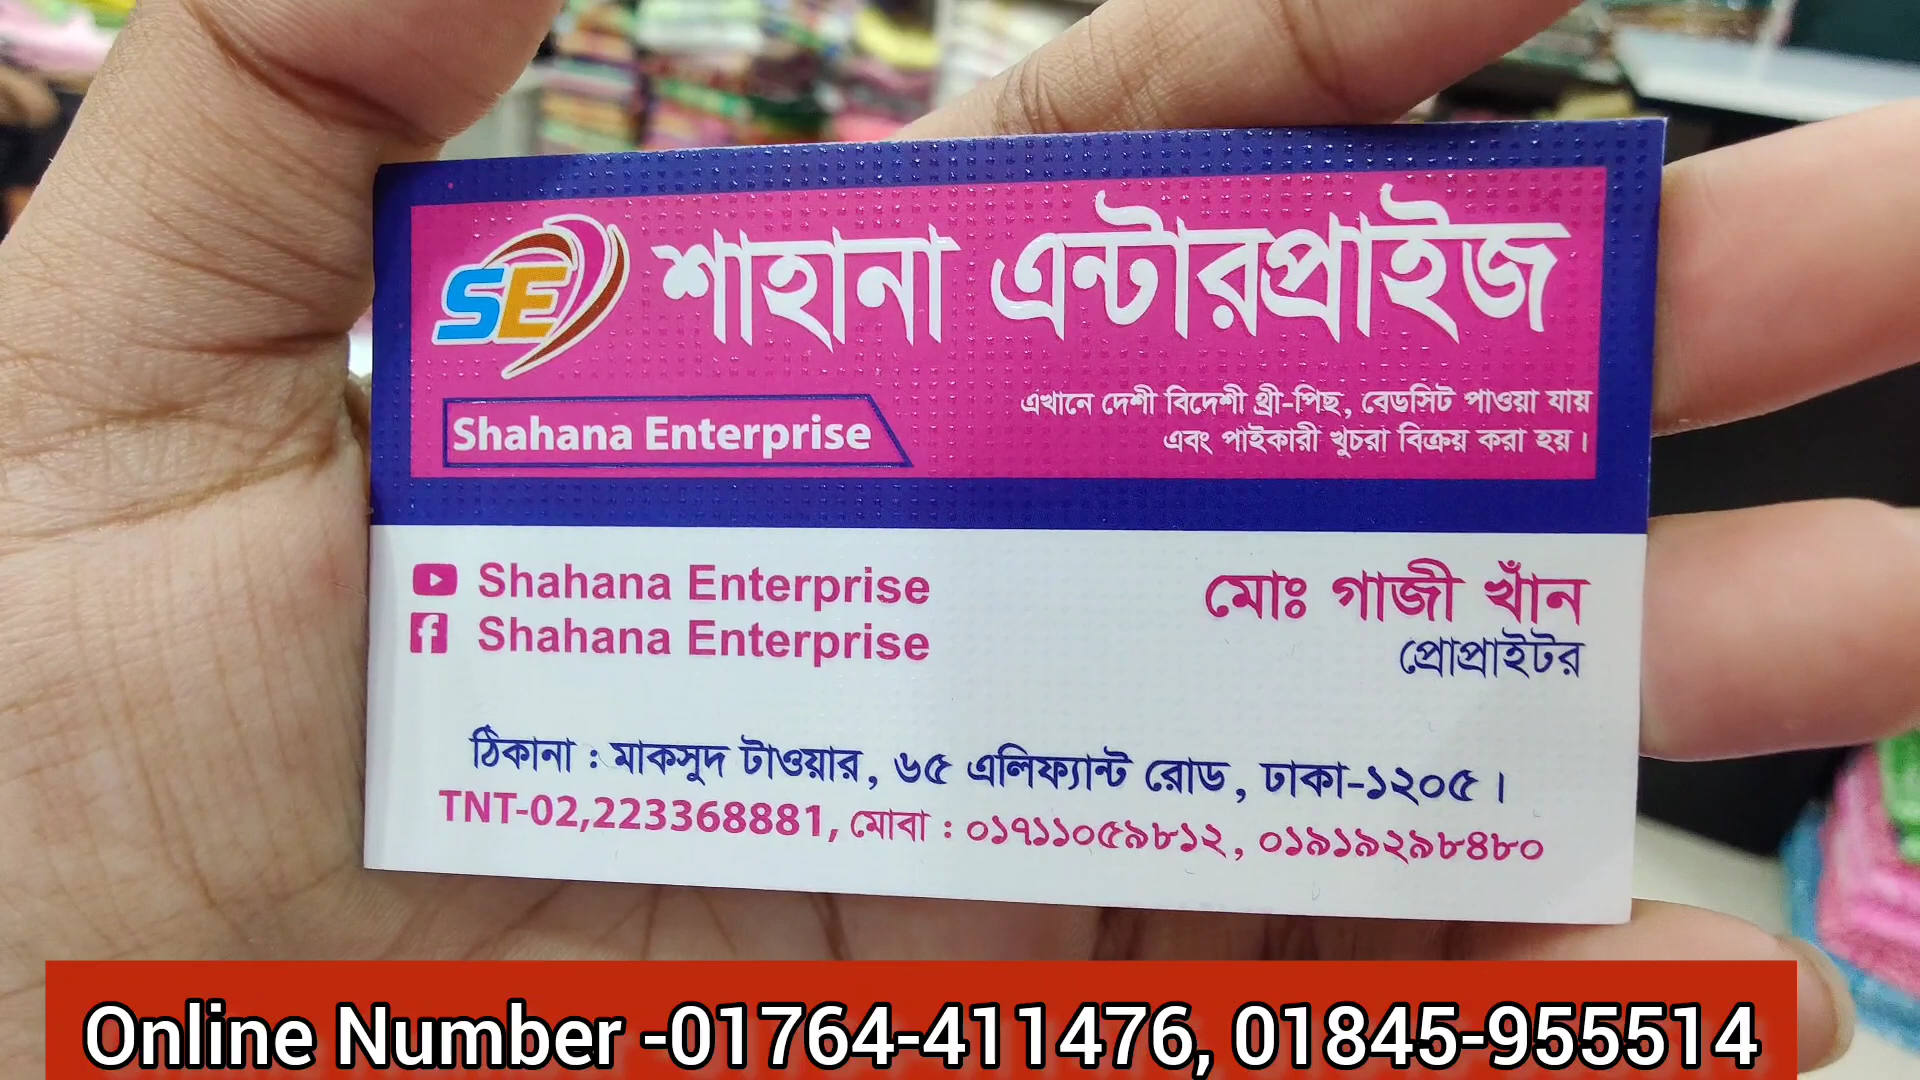 SE শাহানা এন্টারপ্রাইজ
Shahana Enterprise
এখানে দেশী বিদেশী থ্রী-পিছ, বেডসিট পাওয়া যায়
এবং পাইকারী খুচরা বিক্রয় করা হয়।
Shahana Enterprise
Shahana Enterprise
মোঃ গাজী খাঁন
প্রোপ্রাইটর
ঠিকানা : মাকসুদ টাওয়ার, ৬৫ এলিফ্যান্ট রোড, ঢাকা-১২০৫।
TNT-02,223368881, মোবা : ০১৭১১০৫৯৮১২, ০১৯১৯২৯৮৪৮০
Online Number -01764-411476, 01845-955514